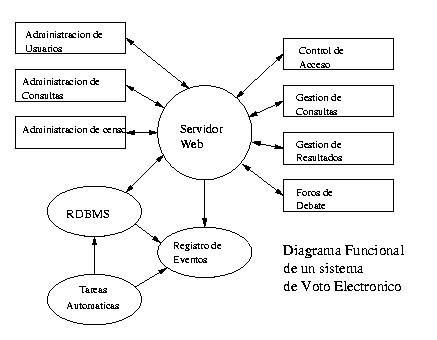 Administracion de
Usuarios
Administracion de
Consultas
Administracion de censo
Servidor
Web
Control de
Acceso
Gestion de
Consultas
Gestion de
Resultados
Foros de
Debate
RDBMS
Registro de
Eventos
Tareas
Automaticas
Diagrama Funcional
de un sistema
de Voto Electronico